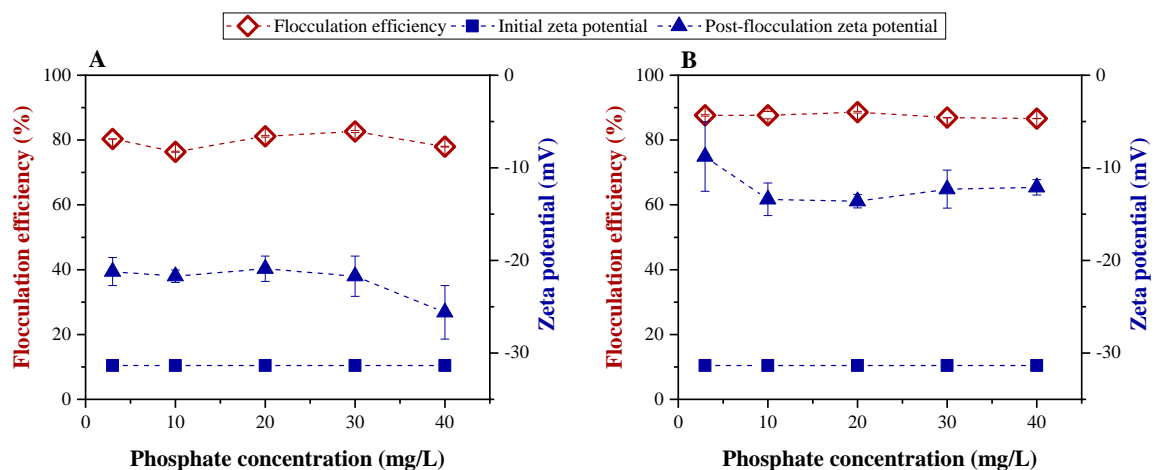 Flocculation efficiency Initial zeta potential Post-flocculation zeta potential
A
B
100
80
60
40
20
0
Flocculation efficiency (%)
0
-10
-20
-30
Zeta potential (mV)
0 10 20 30 40
Phosphate concentration (mg/L)
100
80
60
40
20
0
Flocculation efficiency (%)
0
-10
-20
-30
Zeta potential (mV)
0 10 20 30 40
Phosphate concentration (mg/L)